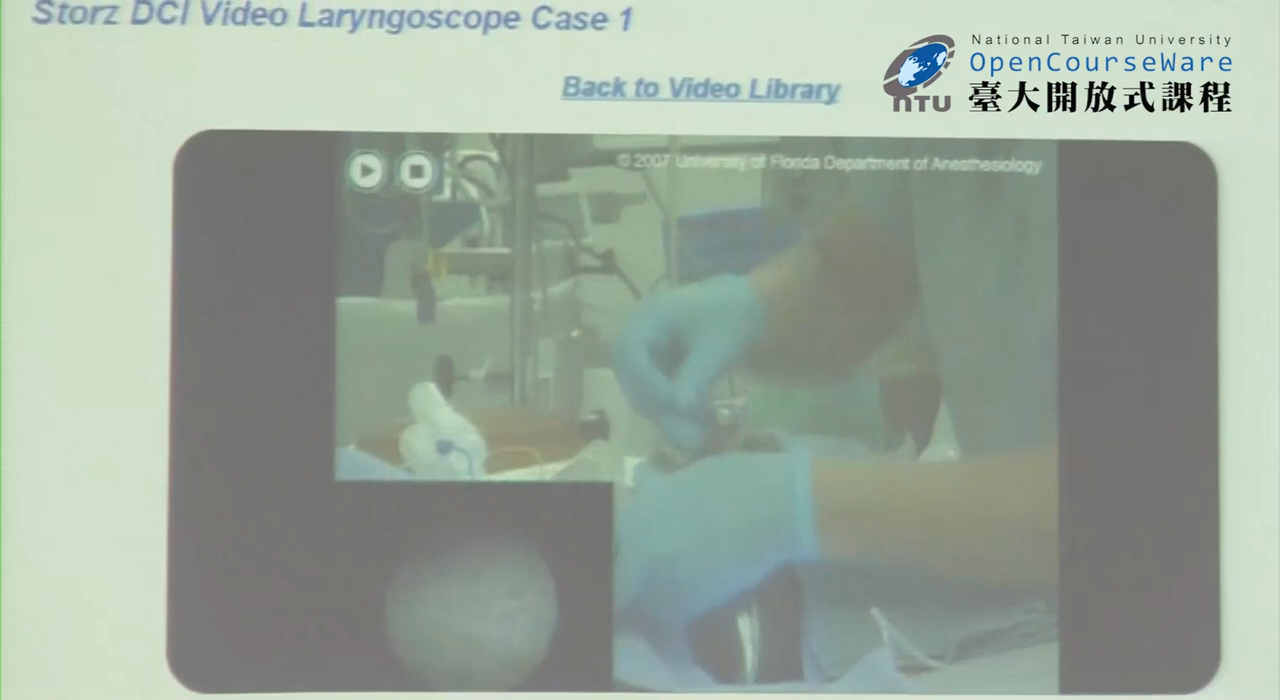 Storz DCI Video Laryngoscope Case 1
National Taiwan University
OpenCourseWare
NTU 臺大開放式課程
Back to Video Library
© 2007 University of Florida Department of Anesthesiology